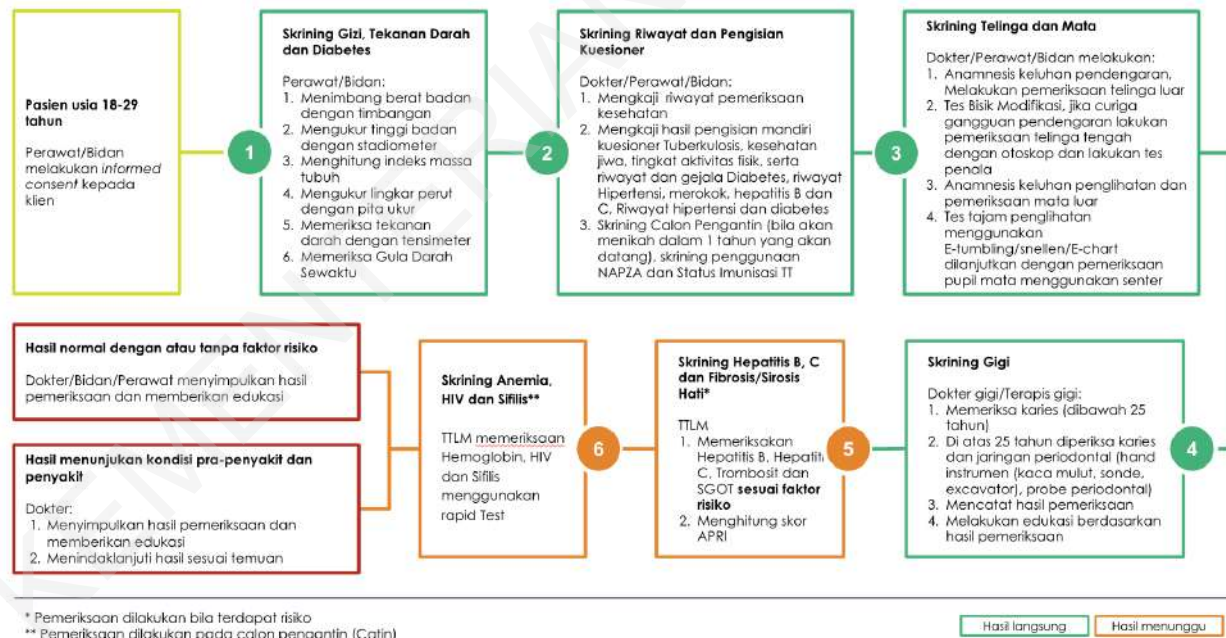 Pasien usia 18-29
tahun
Perawat/Bidan
melakukan informed
consent kepada
klien
1
Skrining Gizi, Tekanan Darah
dan Diabetes
Perawat/Bidan:
1. Menimbang berat badan
dengan timbangan
2. Mengukur tinggi badan
dengan stadiometer
3. Menghitung indeks massa
tubuh
4. Mengukur lingkar perut
dengan pita ukur
5. Memeriksa tekanan
darah dengan tensimeter
6. Memeriksa Gula Darah
Sewaktu
2
Skrining Riwayat dan Pengisian
Kuesioner
Dokter/Perawat/Bidan:
1. Mengkaji riwayat pemeriksaan
kesehatan
2. Mengkaji hasil pengisian mandiri
kuesioner Tuberkulosis, kesehatan
jiwa, tingkat aktivitas fisik, serta
riwayat dan gejala Diabetes, riwayat
Hipertensi, merokok, hepatitis B dan
C, Riwayat hipertensi dan diabetes
3. Skrining Calon Pengantin (bila akan
menikah dalam 1 tahun yang akan
datang), skrining penggunaan
NAPZA dan Status Imunisasi TT
3
Skrining Telinga dan Mata
Dokter/Perawat/Bidan melakukan:
1. Anamnesis keluhan pendengaran,
Melakukan pemeriksaan telinga luar
2. Tes Bisik Modifikasi, jika curiga
gangguan pendengaran lakukan
pemeriksaan telinga tengah
dengan otoskop dan lakukan tes
penala
3. Anamnesis keluhan penglihatan dan
pemeriksaan mata luar
4. Tes tajam penglihatan
menggunakan
E-tumbling/snellen/E-chart
dilanjutkan dengan pemeriksaan
pupil mata menggunakan senter
Hasil normal dengan atau tanpa faktor risiko
Dokter/Bidan/Perawat menyimpulkan hasil
pemeriksaan dan memberikan edukasi
Hasil menunjukan kondisi pra-penyakit dan
penyakit
Dokter:
1. Menyimpulkan hasil pemeriksaan dan
memberikan edukasi
2. Menindaklanjuti hasil sesuai temuan
Skrining Anemia,
HIV dan Sifilis**
TTLM memeriksaan
Hemoglobin, HIV
dan Sifilis
menggunakan
rapid Test
6
Skrining Hepatitis B, C
dan Fibrosis/Sirosis
Hati*
TTLM
1. Memeriksakan
Hepatitis B, Hepatiti
C, Trombosit dan
SGOT sesuai faktor
risiko
2. Menghitung skor
APRI
5
Skrining Gigi
Dokter gigi/Terapis gigi:
1. Memeriksa karies (dibawah 25
tahun)
2. Di atas 25 tahun diperiksa karies
dan jaringan periodontal (hand
instrumen (kaca mulut, sonde,
excavator), probe periodontal)
3. Mencatat hasil pemeriksaan
4. Melakukan edukasi berdasarkan
hasil pemeriksaan
4
* Pemeriksaan dilakukan bila terdapat risiko
** Pemeriksaan dilakukan pada calon pengantin (Catin)
Hasil langsung
Hasil menunggu
KEMENTERIAN